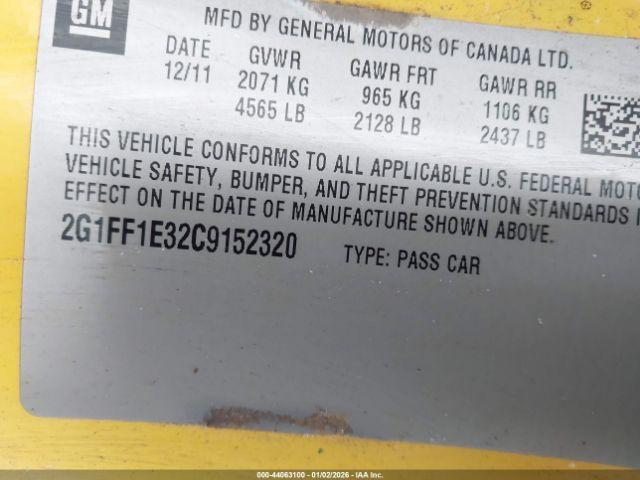 GM
MFD BY GENERAL MOTORS OF CANADA LTD.
DATE GVWR GAWR FRT GAWR RR
12/11 2071 KG 965 KG 1106 KG
4565 LB 2128 LB 2437 LB
THIS VEHICLE CONFORMS TO ALL APPLICABLE U.S. FEDERAL MOTO
VEHICLE SAFETY, BUMPER, AND THEFT PREVENTION STANDARDS I
EFFECT ON THE DATE OF MANUFACTURE SHOWN ABOVE.
2G1FF1E32C9152320 TYPE: PASS CAR
000-44063100 - 01/02/2026 - IAA Inc.